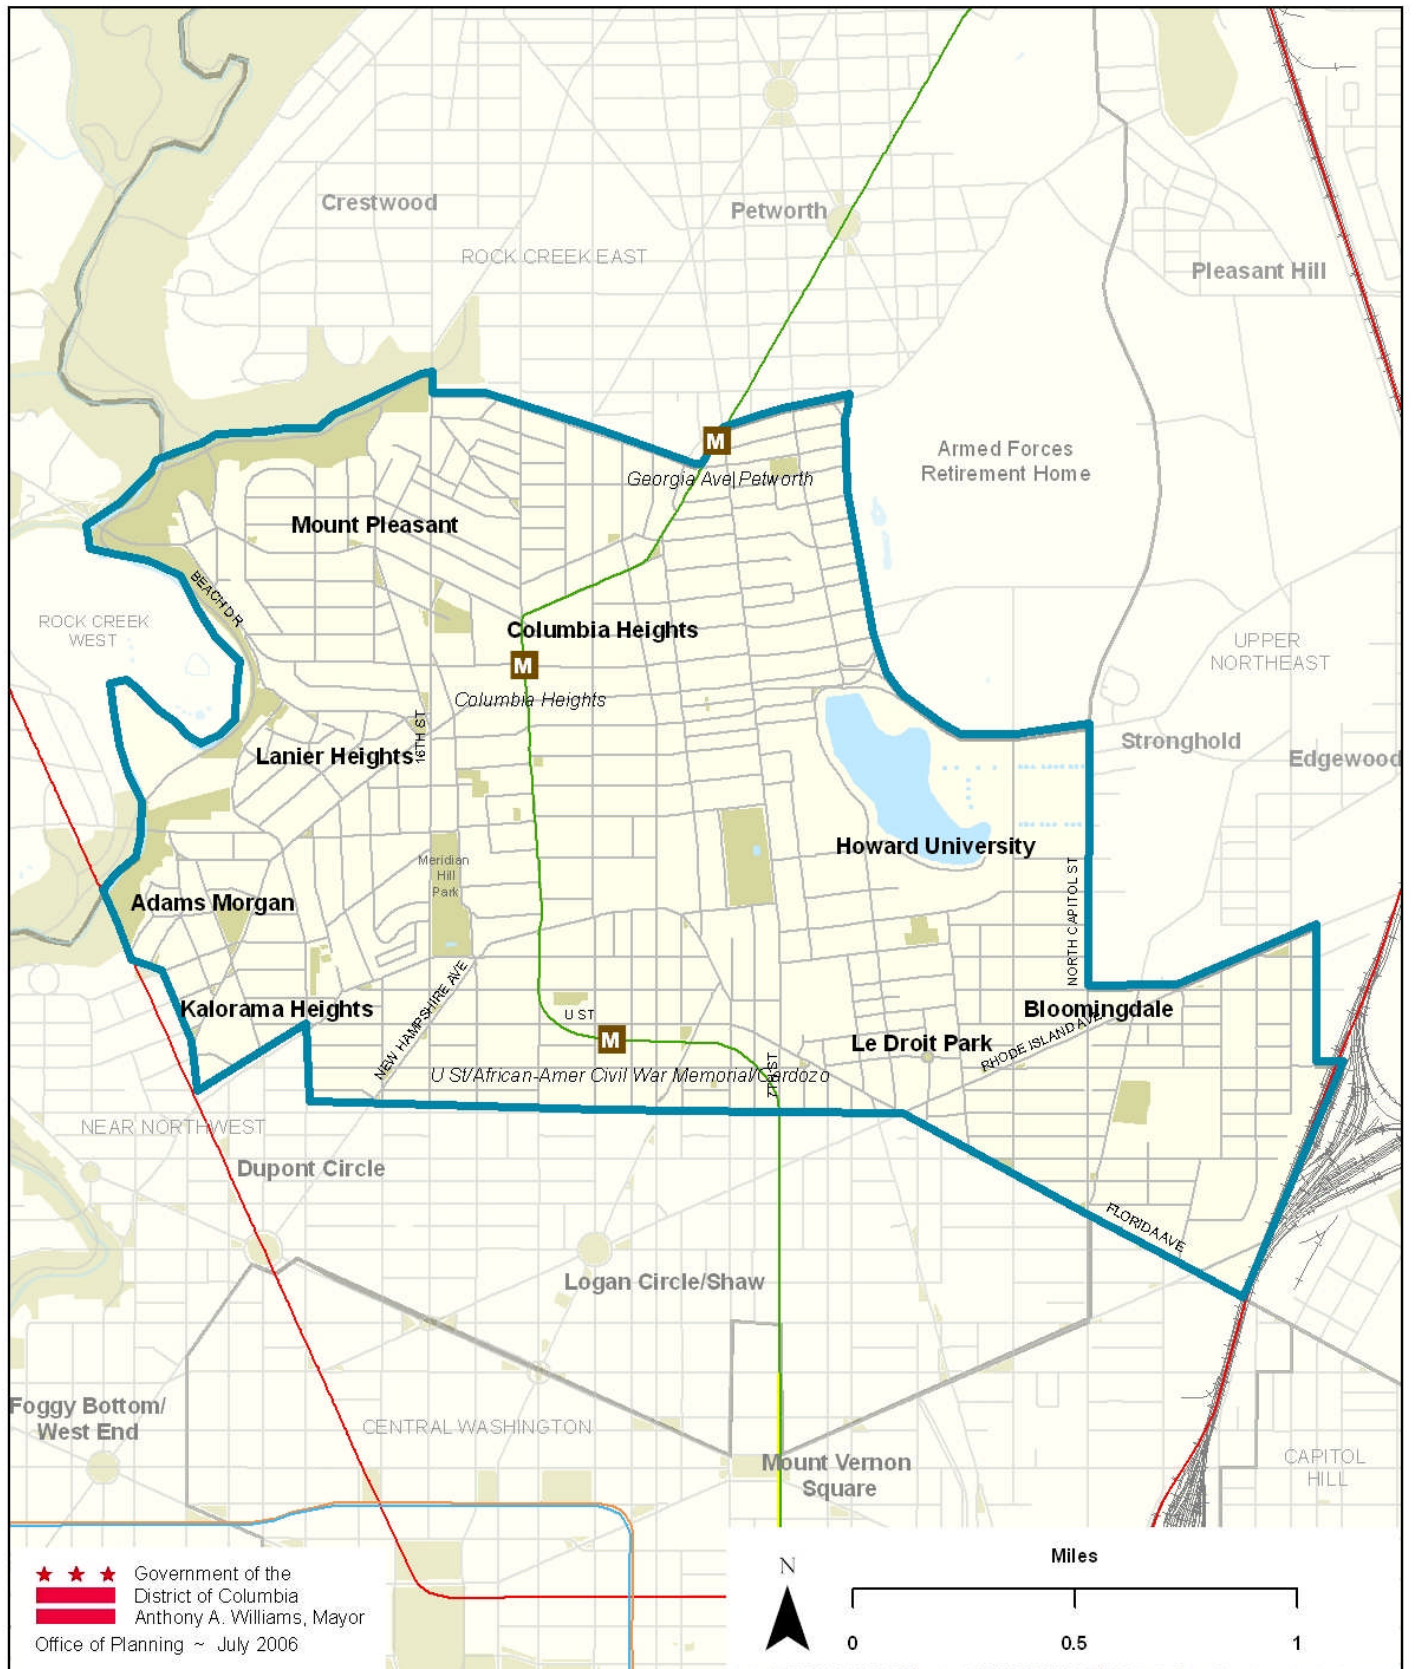 Crestwood
Petworth
ROCK CREEK EAST
Pleasant Hill
M
Georgia Ave|Petworth
Armed Forces
Retirement Home
Mount Pleasant
BEACH DR
ROCK CREEK
WEST
Columbia Heights
M
Columbia Heights
UPPER
NORTHEAST
16TH ST
Lanier Heights
Stronghold
Edgewood
Howard University
Meridian
Hill
Park
NORTH CAPITOL ST
Adams Morgan
NEW HAMPSHIRE AVE
Kalorama Heights
U ST
M
Bloomingdale
RHODE ISLAND AVE
Le Droit Park
U St/African-Amer Civil War Memorial/Cardozo
7TH ST
NEAR NORTHWEST
Dupont Circle
FLORIDA AVE
Logan Circle/Shaw
Foggy Bottom/
West End
CENTRAL WASHINGTON
Mount Vernon
Square
CAPITOL
HILL
Government of the
District of Columbia
Anthony A. Williams, Mayor
Office of Planning ~ July 2006
N
Miles
0 0.5 1